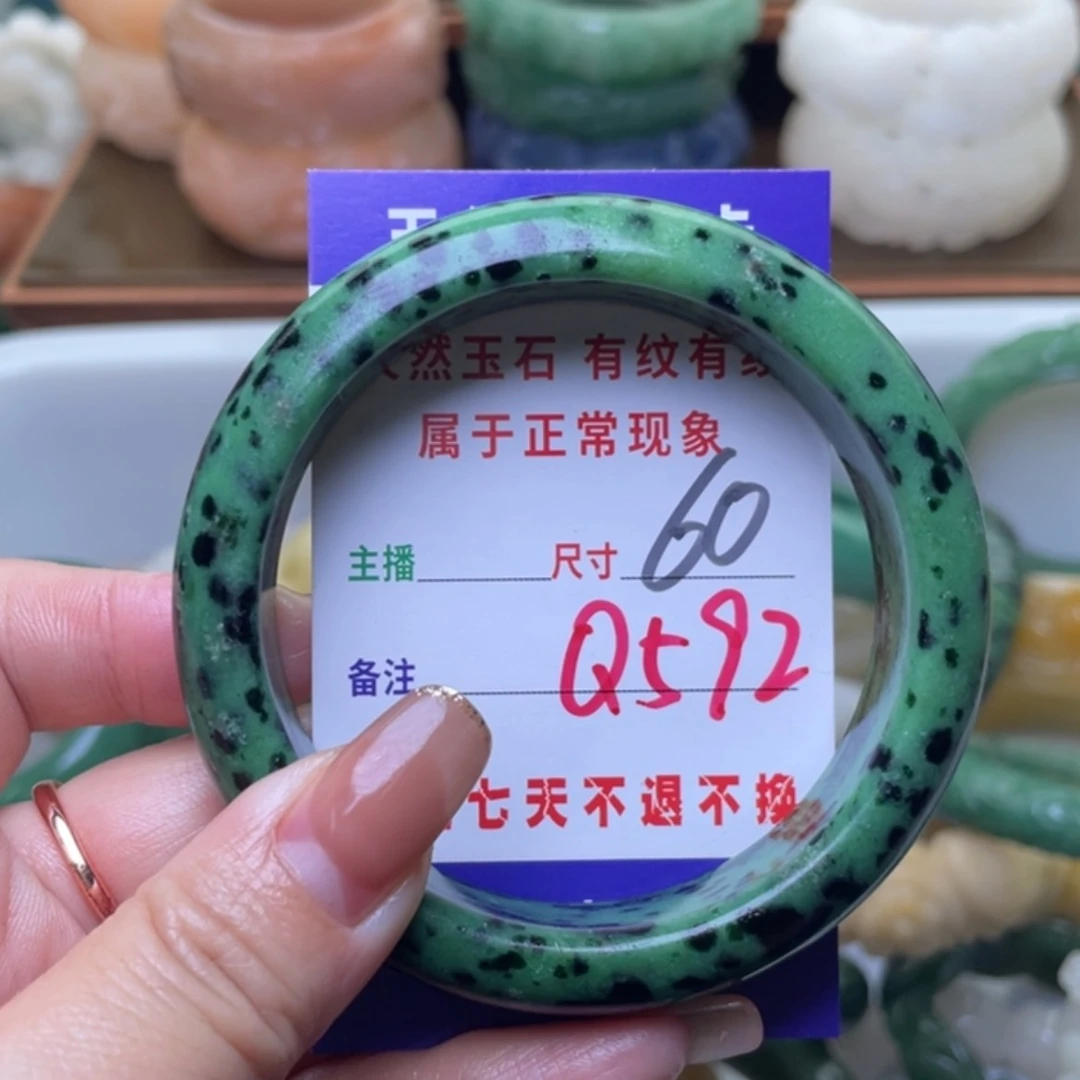 然玉石 有纹有
属于正常现象
主播 尺寸 60
备注 Q592
七天不退不换